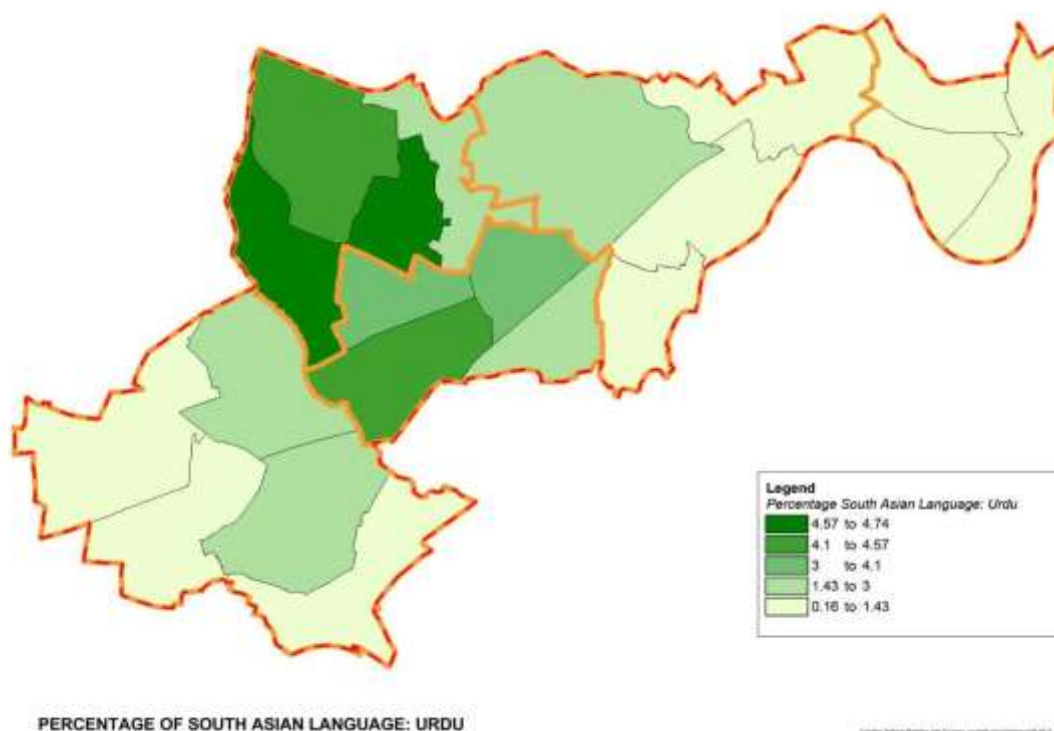 Legend
Percentage South Asian Language: Urdu
4.57 to 4.74
4.1 to 4.57
3 to 4.1
1.43 to 3
0.16 to 1.43
PERCENTAGE OF SOUTH ASIAN LANGUAGE: URDU